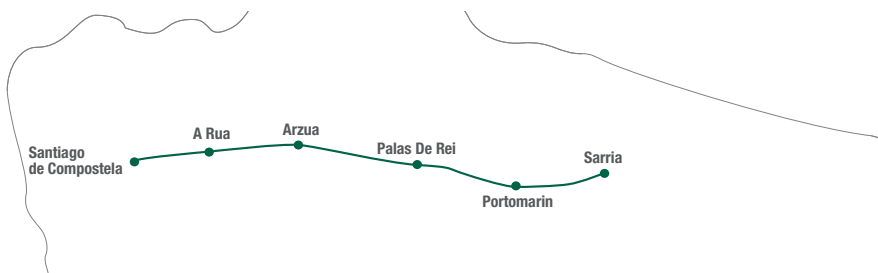 Santiago
de Compostela
A Rua
Arzua
Palas De Rei
Portomarin
Sarria